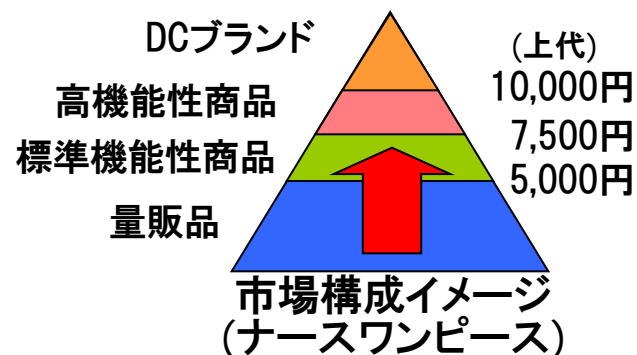 DCブランド
高機能性商品
標準機能性商品
量販品
(上代)
10,000円
7,500円
5,000円
市場構成イメージ
(ナースワンピース)